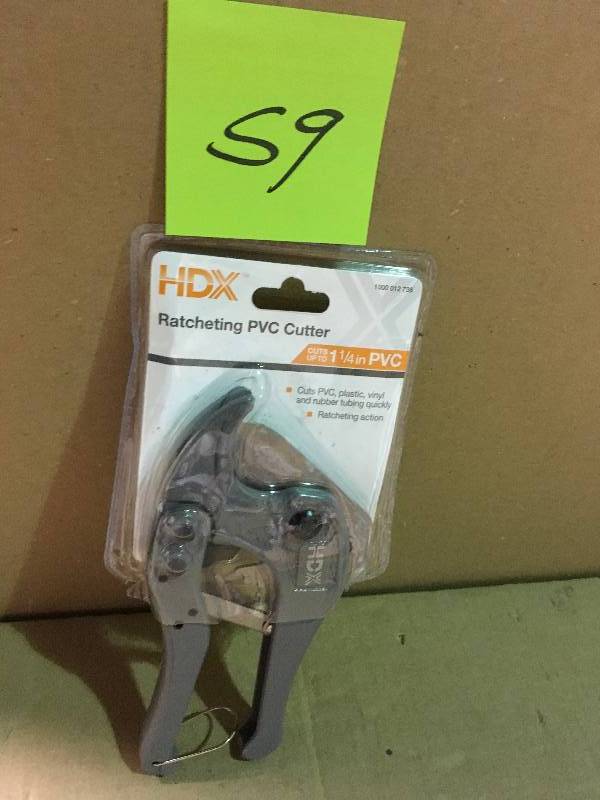 S9
HDX™
1000 012 738
Ratcheting PVC Cutter
CUTS UP TO 1 1/4 in PVC
Cuts PVC, plastic, vinyl
and rubber tubing quickly
Ratcheting action
HDX